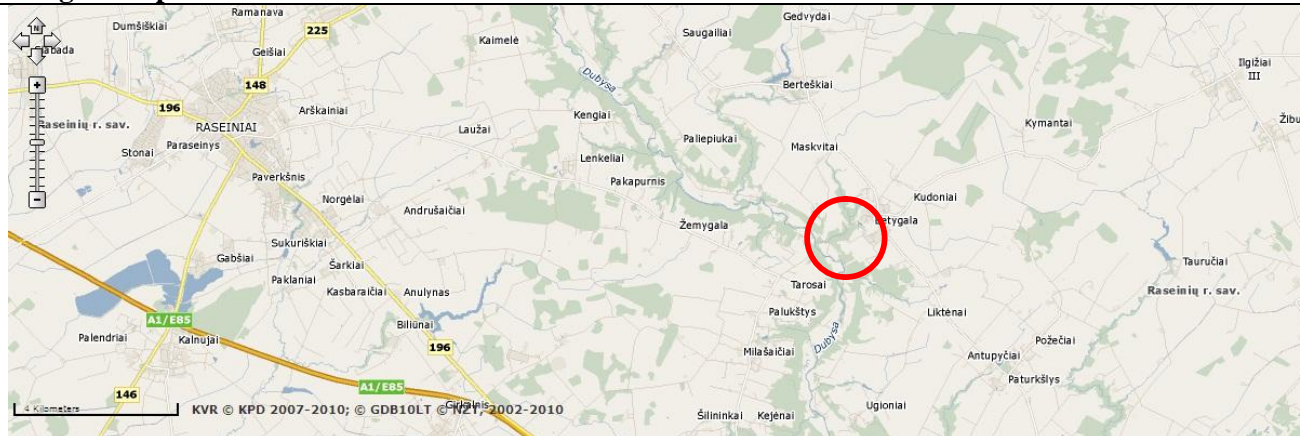 Ramanava
Gedvydai
Dumšiškiai
225
Saugailiai
Kaimelė
N
Geišiai
Ilgižiai
III
Dubysa
148
Berteškiai
196
Arškainiai
Kengiai
Kymantai
Raseinių r. sav.
RASEINIAI
Laužai
Paliepiukai
Maskvitai
Stonai
Paraseinys
Lenkeliai
Paverkšnis
Pakapurnis
Norgėlai
Andrušaičiai
Kudoniai
Betygala
Žemygala
Sukuriškiai
Gabšiai
Šarkiai
Tauručiai
Paklaniai
Kasbaraičiai
Anulynas
Tarosai
Raseinių r. sav.
A1/E85
Palukštys
Liktėnai
Biliūnai
Palendriai
Kalnujai
Dubysa
Požečiai
196
Milašaičiai
Antupyčiai
Paturkšlys
A1/E85
146
4 Kilometers
KVR © KPD 2007-2010; © GDB10LT © NŽT, 2002-2010
Girkalnis
Ugioniai
Šilininkai
Kejėnai